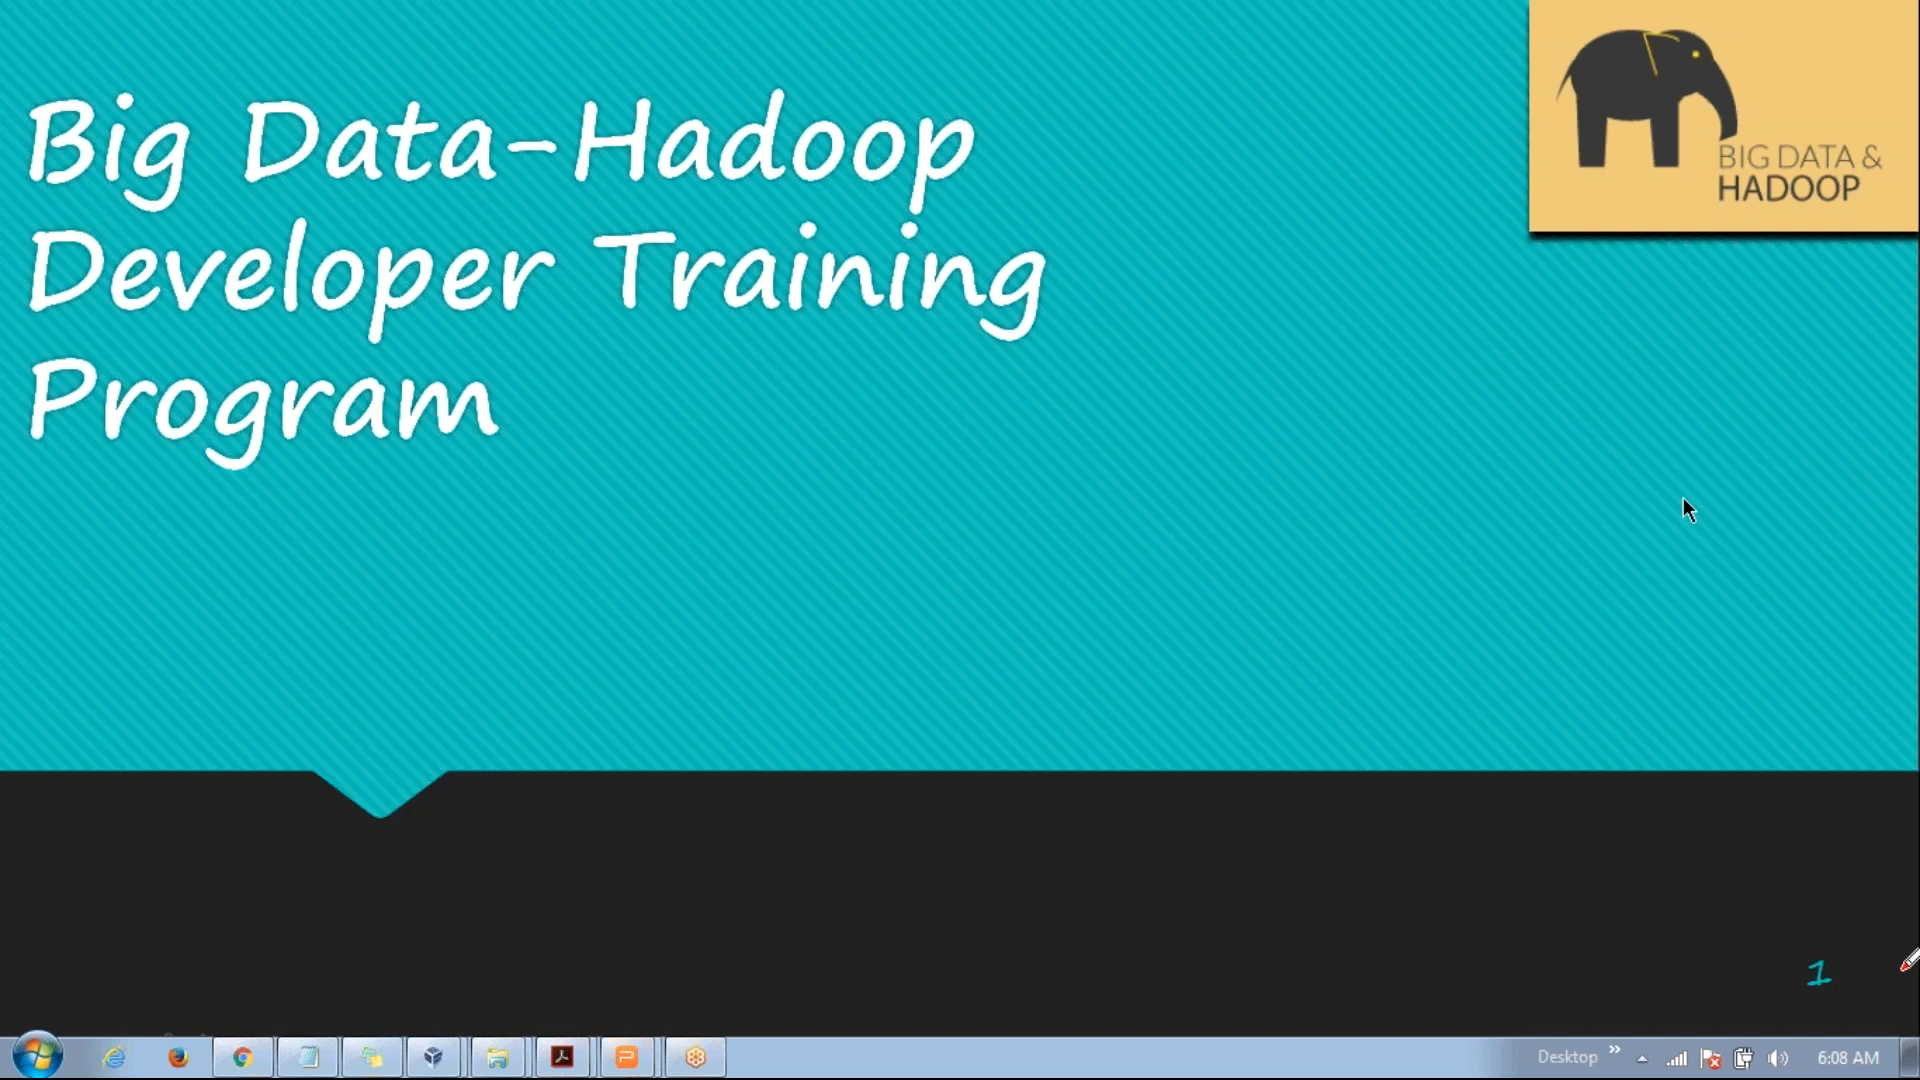 Big Data-Hadoop
Developer Training
Program
BIG DATA &
HADOOP
1
Desktop
6:08 AM